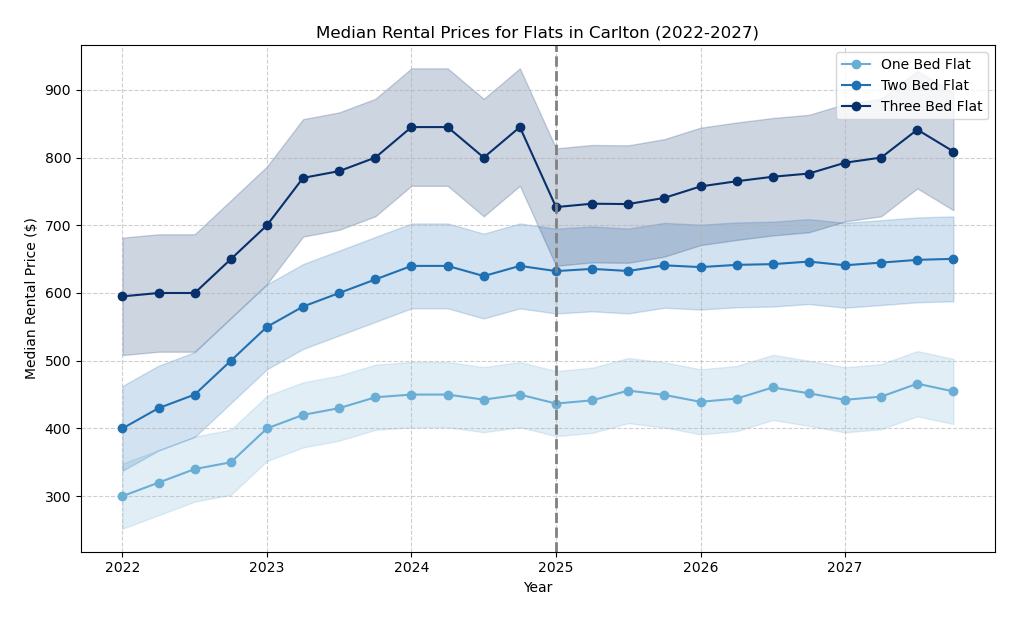 Median Rental Prices for Flats in Carlton (2022-2027)
One Bed Flat
Two Bed Flat
Three Bed Flat
Median Rental Price ($)
900
800
700
600
500
400
300
2022
2023
2024
2025
2026
2027
Year